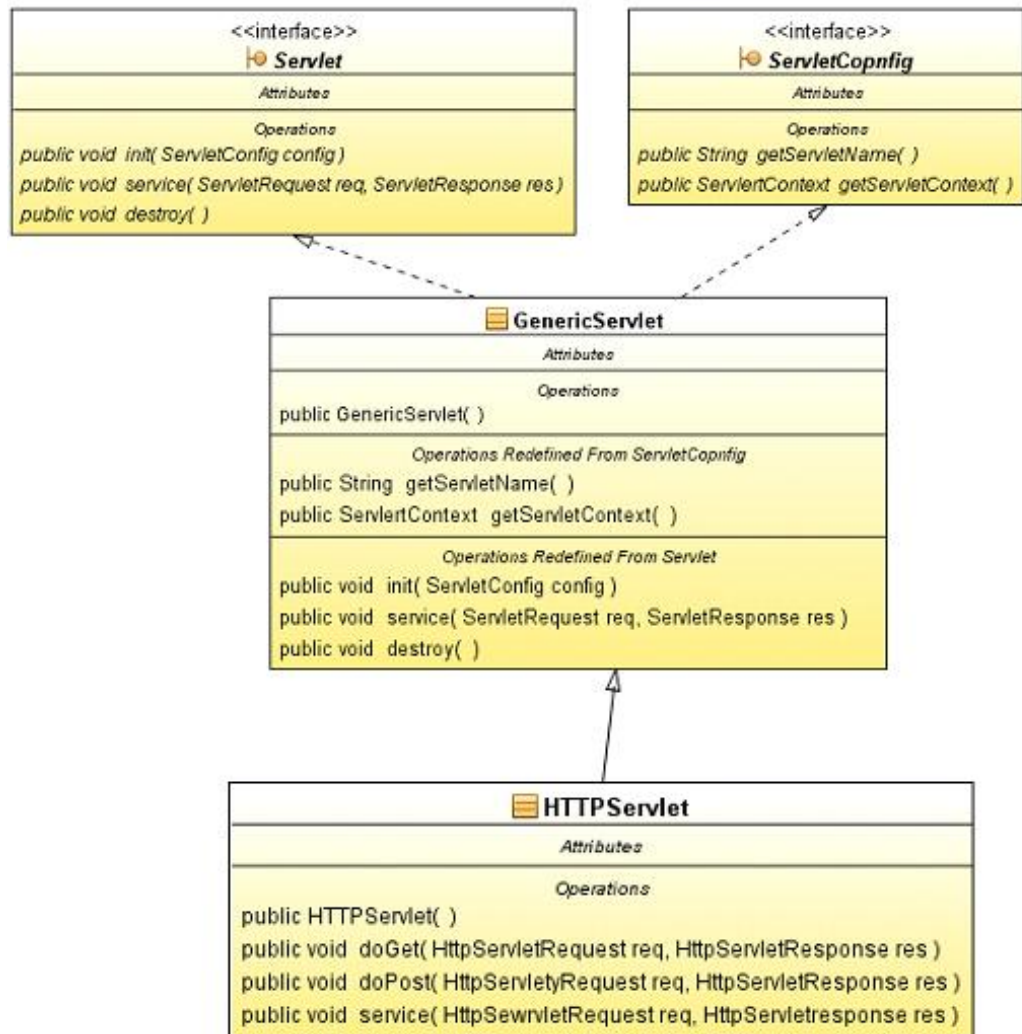 <<interface>>
Servlet
Attributes
Operations
public void init( ServletConfig config )
public void service( ServletRequest req, ServletResponse res )
public void destroy( )
<<interface>>
ServletCopnfig
Attributes
Operations
public String getServletName( )
public ServlertContext getServletContext( )
GenericServlet
Attributes
Operations
public GenericServlet( )
Operations Redefined From ServletCopnfig
public String getServletName( )
public ServlertContext getServletContext( )
Operations Redefined From Servlet
public void init( ServletConfig config )
public void service( ServletRequest req, ServletResponse res )
public void destroy( )
HTTPServlet
Attributes
Operations
public HTTPServlet( )
public void doGet( HttpServletRequest req, HttpServletResponse res )
public void doPost( HttpServletyRequest req, HttpServletResponse res )
public void service( HttpSewrvletRequest req, HttpServletresponse res )